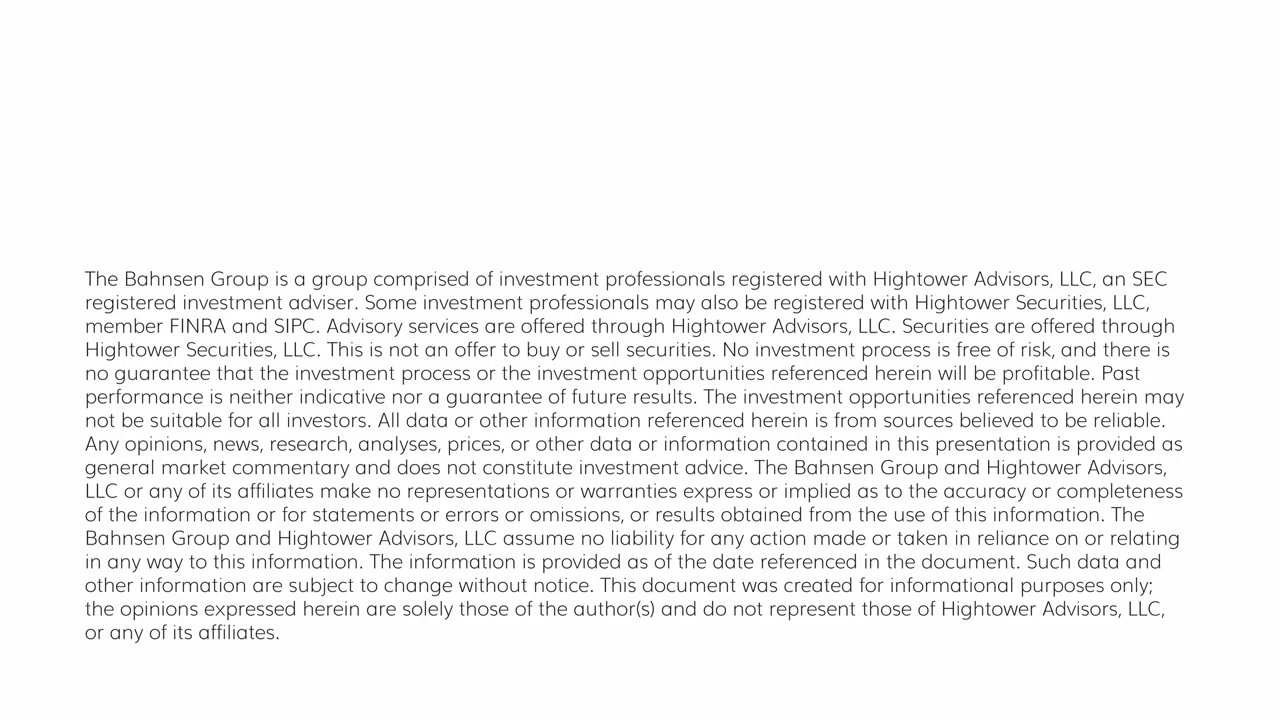 The Bahnsen Group is a group comprised of investment professionals registered with Hightower Advisors, LLC, an SEC
registered investment adviser. Some investment professionals may also be registered with Hightower Securities, LLC,
member FINRA and SIPC. Advisory services are offered through Hightower Advisors, LLC. Securities are offered through
Hightower Securities, LLC. This is not an offer to buy or sell securities. No investment process is free of risk, and there is
no guarantee that the investment process or the investment opportunities referenced herein will be profitable. Past
performance is neither indicative nor a guarantee of future results. The investment opportunities referenced herein may
not be suitable for all investors. All data or other information referenced herein is from sources believed to be reliable.
Any opinions, news, research, analyses, prices, or other data or information contained in this presentation is provided as
general market commentary and does not constitute investment advice. The Bahnsen Group and Hightower Advisors,
LLC or any of its affiliates make no representations or warranties express or implied as to the accuracy or completeness
of the information or for statements or errors or omissions, or results obtained from the use of this information. The
Bahnsen Group and Hightower Advisors, LLC assume no liability for any action made or taken in reliance on or relating
in any way to this information. The information is provided as of the date referenced in the document. Such data and
other information are subject to change without notice. This document was created for informational purposes only;
the opinions expressed herein are solely those of the author(s) and do not represent those of Hightower Advisors, LLC,
or any of its affiliates.